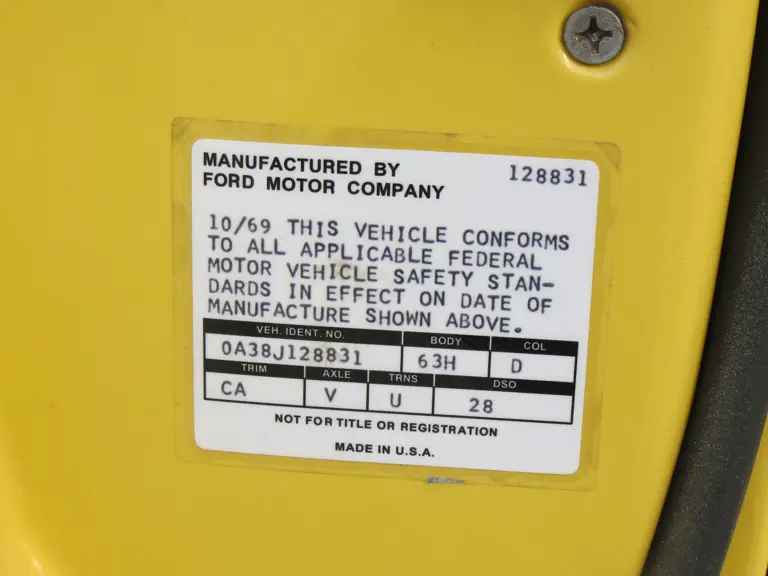 MANUFACTURED BY 128831
FORD MOTOR COMPANY
10/69 THIS VEHICLE CONFORMS
TO ALL APPLICABLE FEDERAL
MOTOR VEHICLE SAFETY STAN-
DARDS IN EFFECT ON DATE OF
MANUFACTURE SHOWN ABOVE.
VEH. IDENT. NO. BODY COL
0A38J128831 63H D
TRIM AXLE TRNS DSO
CA V U 28
NOT FOR TITLE OR REGISTRATION
MADE IN U.S.A.